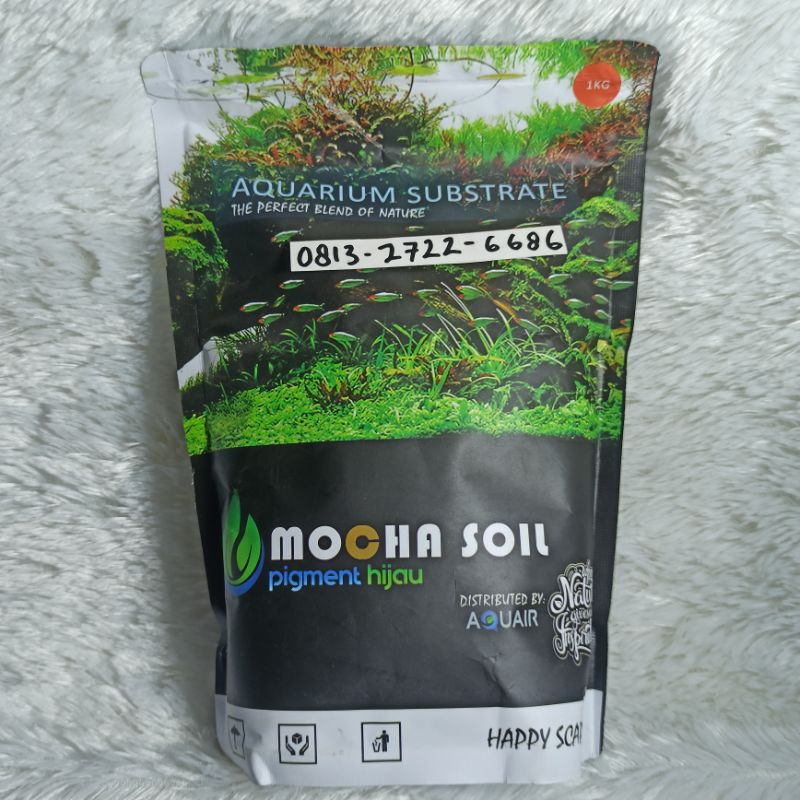 1KG
AQUARIUM SUBSTRATE
THE PERFECT BLEND OF NATURE
0813-2722-6686
MOCHA SOIL
pigment hijau
DISTRIBUTED BY:
AQUAIR
HAPPY